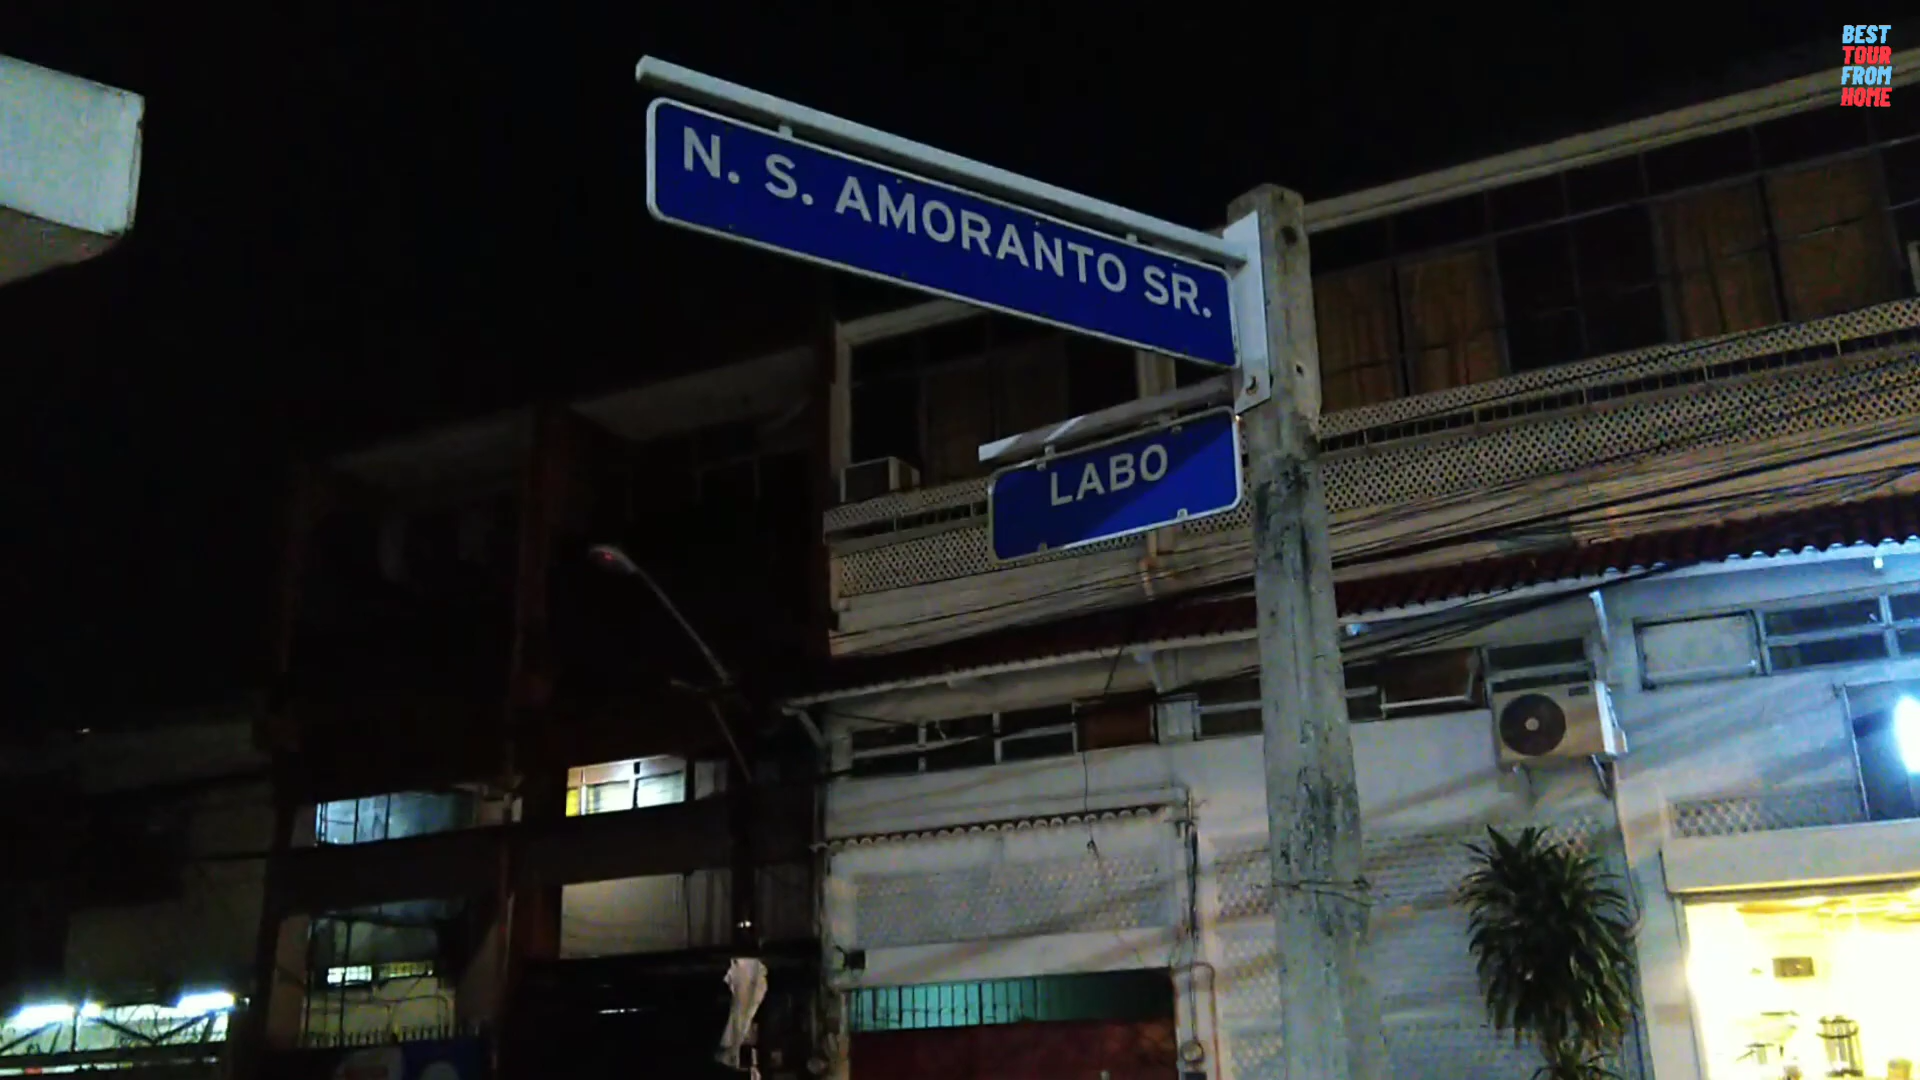 BEST
TOUR
FROM
HOME
N. S. AMORANTO SR.
LABO